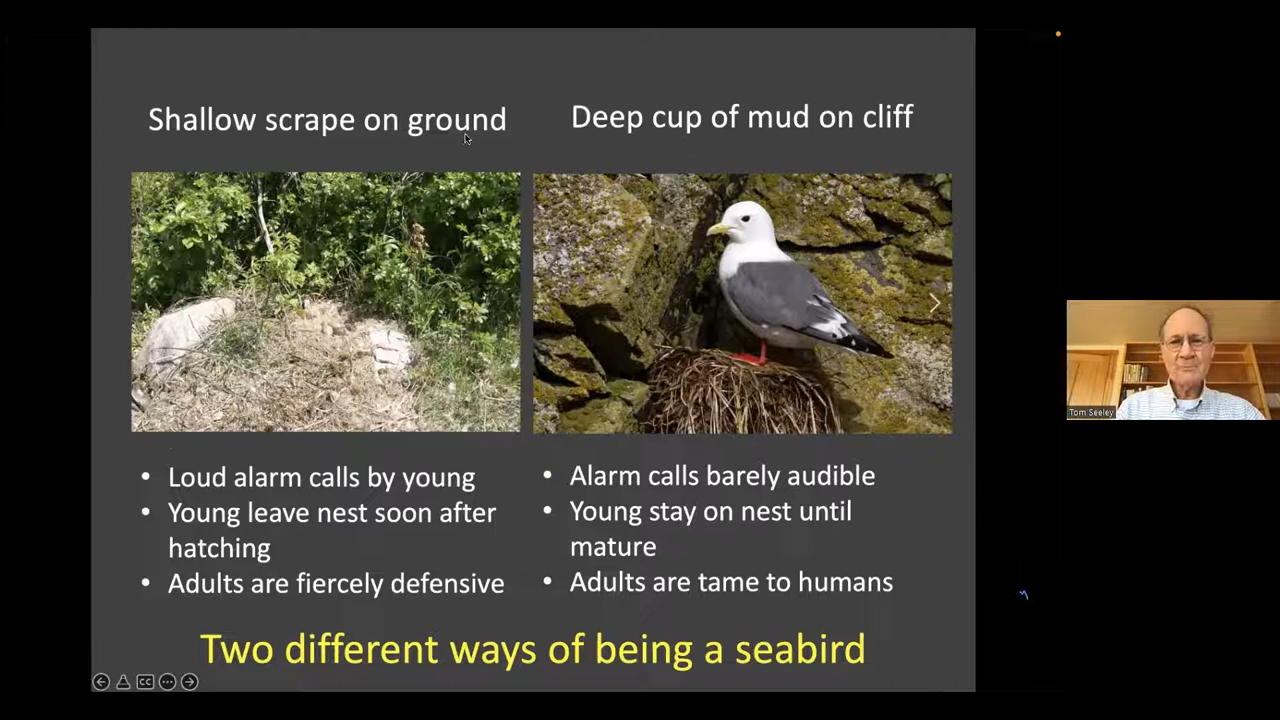 Shallow scrape on ground
Deep cup of mud on cliff
• Loud alarm calls by young
• Young leave nest soon after
hatching
• Adults are fiercely defensive
• Alarm calls barely audible
• Young stay on nest until
mature
• Adults are tame to humans
Two different ways of being a seabird
CC
Tom Seeley